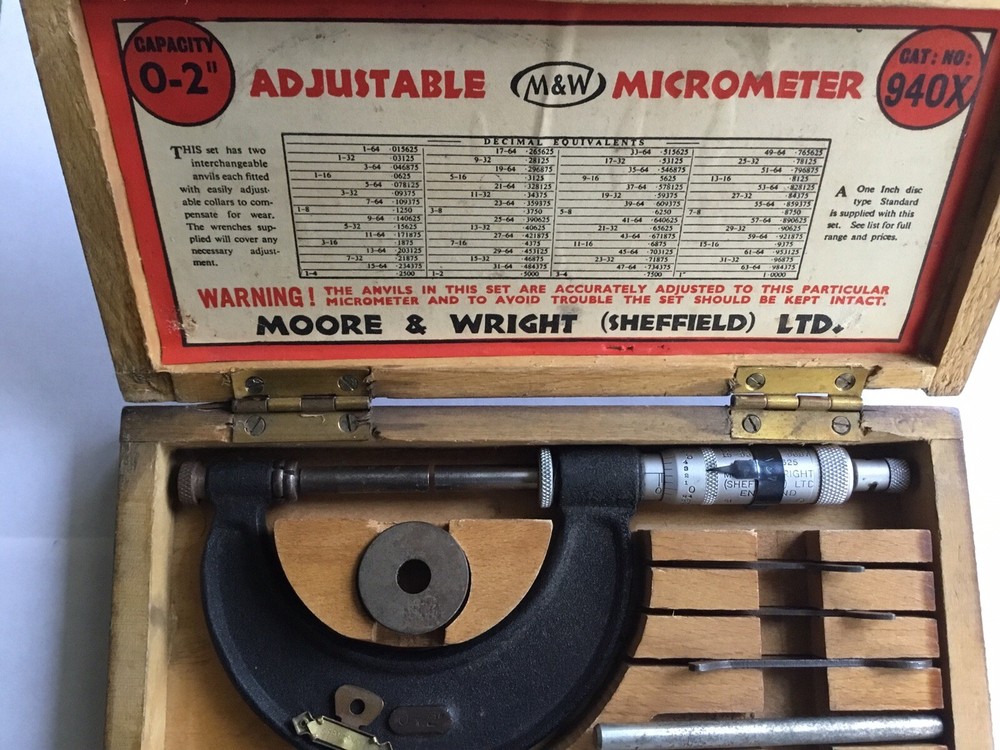 CAPACITY
0-2"
ADJUSTABLE M&W MICROMETER
CAT: NO:
940X
THIS set has two
interchangeable
anvils each fitted
with easily adjust-
able collars to com-
pensate for wear.
The wrenches sup-
plied will cover any
necessary adjust-
ment.
DECIMAL EQUIVALENTS
1-64 .015625 17-64 .265625 33-64 .515625 49-64 .765625
1-32 .03125 9-32 .28125 17-32 .53125 25-32 .78125
3-64 .046875 19-64 .296875 35-64 .546875 51-64 .796875
1-16 .0625 5-16 .3125 9-16 .5625 13-16 .8125
5-64 .078125 21-64 .328125 37-64 .578125 53-64 .828125
3-32 .09375 11-32 .34375 19-32 .59375 27-32 .84375
7-64 .109375 23-64 .359375 39-64 .609375 55-64 .859375
1-8 .1250 3-8 .3750 5-8 .6250 7-8 .8750
9-64 .140625 25-64 .390625 41-64 .640625 57-64 .890625
5-32 .15625 13-32 .40625 21-32 .65625 29-32 .90625
11-64 .171875 27-64 .421875 43-64 .671875 59-64 .921875
3-16 .1875 7-16 .4375 11-16 .6875 15-16 .9375
13-64 .203125 29-64 .453125 45-64 .703125 61-64 .953125
7-32 .21875 15-32 .46875 23-32 .71875 31-32 .96875
15-64 .234375 31-64 .484375 47-64 .734375 63-64 .984375
1-4 .2500 1-2 .5000 3-4 .7500 1" 1.0000
A One Inch disc
type Standard
is supplied with this
set. See list for full
range and prices.
WARNING! THE ANVILS IN THIS SET ARE ACCURATELY ADJUSTED TO THIS PARTICULAR
MICROMETER AND TO AVOID TROUBLE THE SET SHOULD BE KEPT INTACT.
MOORE & WRIGHT (SHEFFIELD) LTD.
RIGHT
(SHEF LTD
EN ND
0-2"